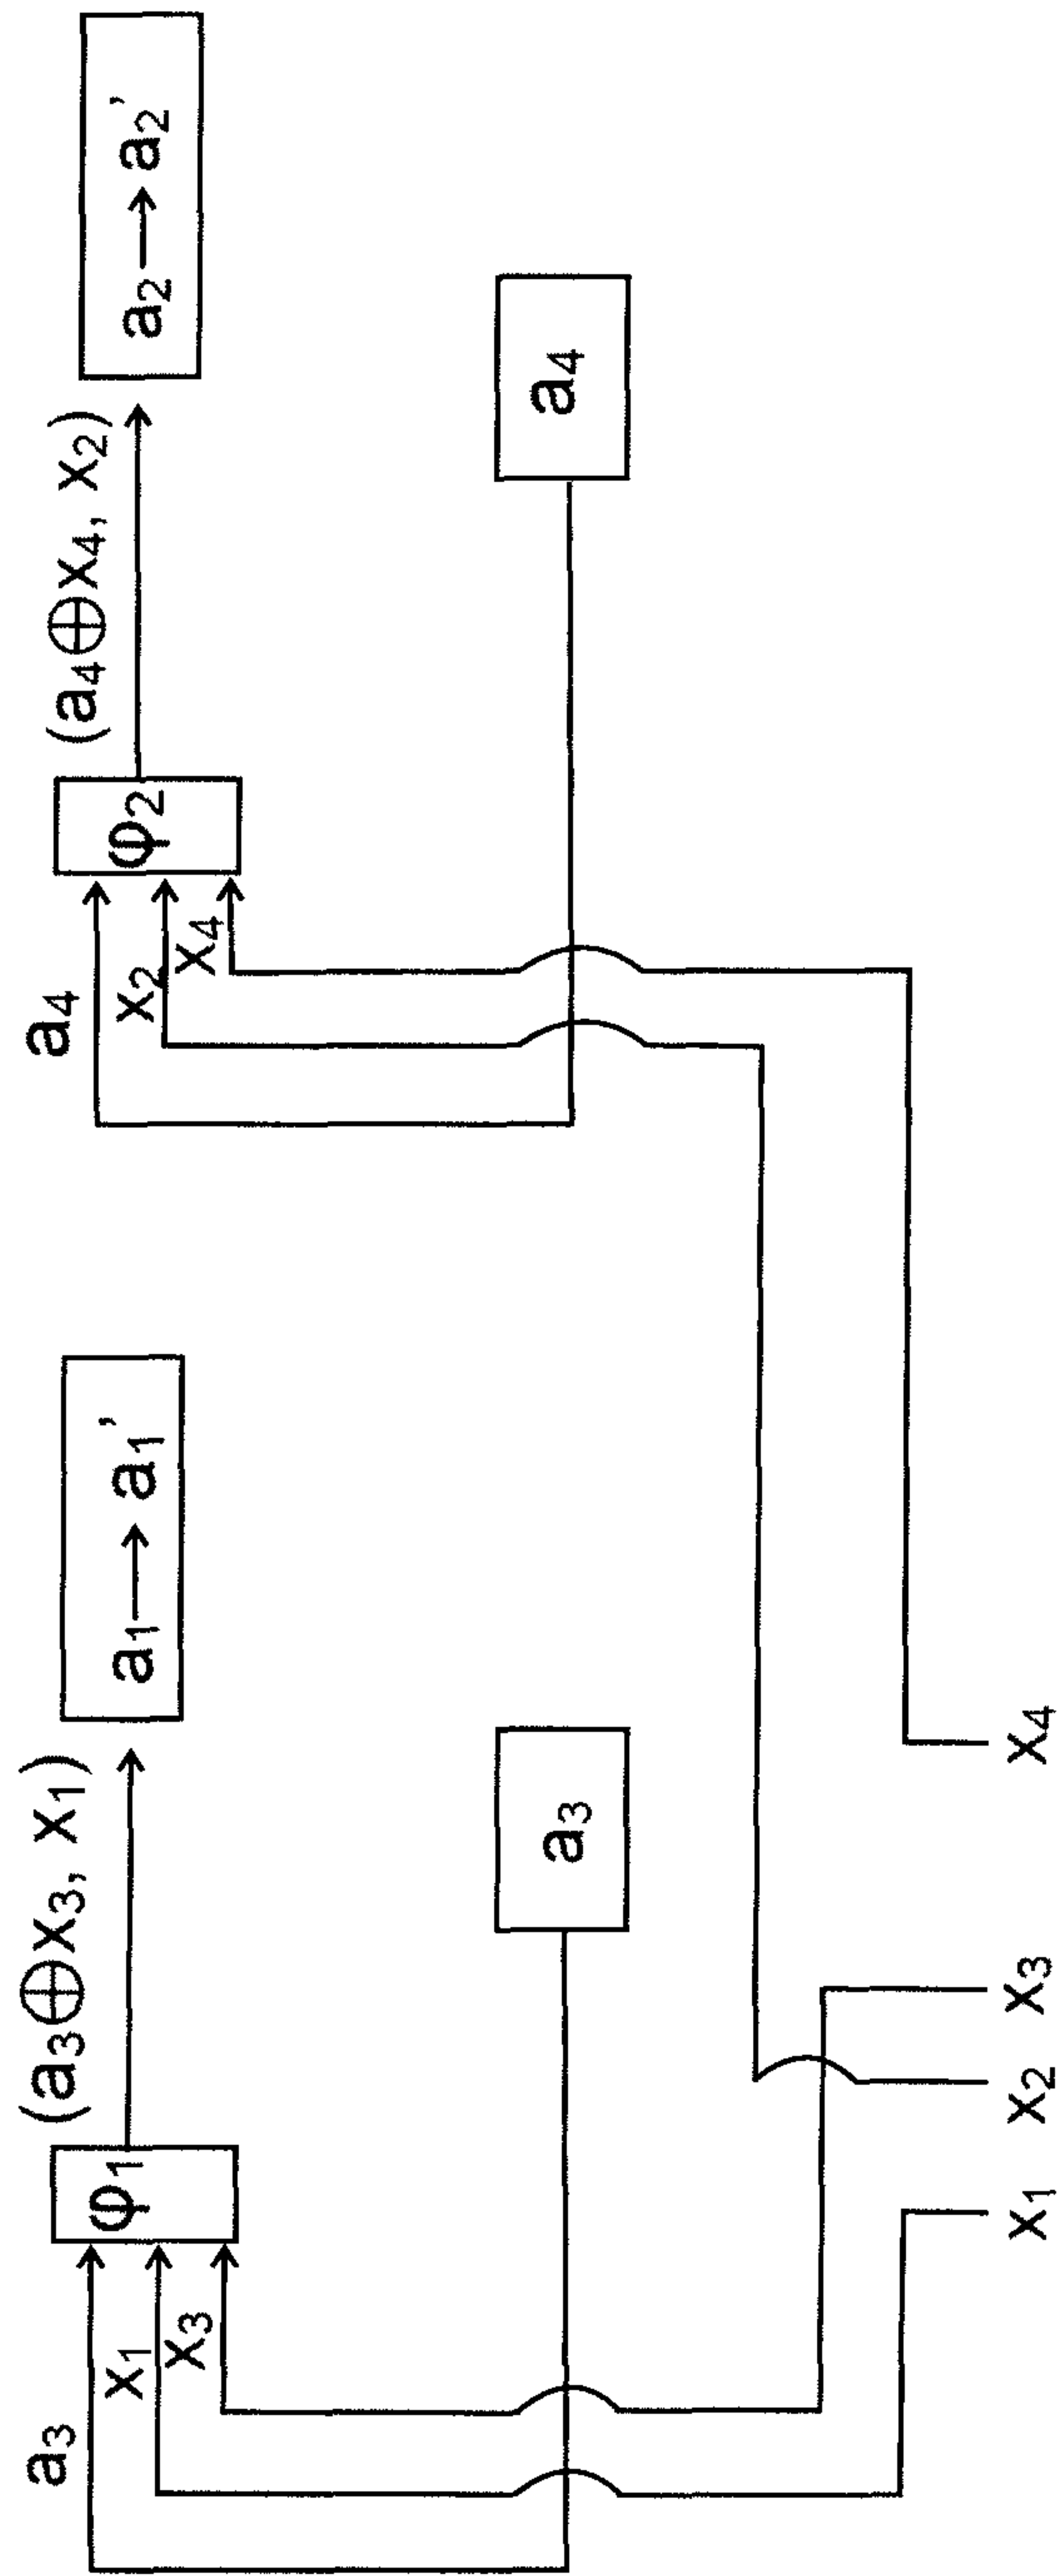 (a₃⊕x₃, x₁)
(a₄⊕x₄, x₂)
a₃
φ₁
a₁→a₁'
a₄
φ₂
a₂→a₂'
x₁
x₂
x₃
x₄
a₃
a₄
x₁
x₂
x₃
x₄